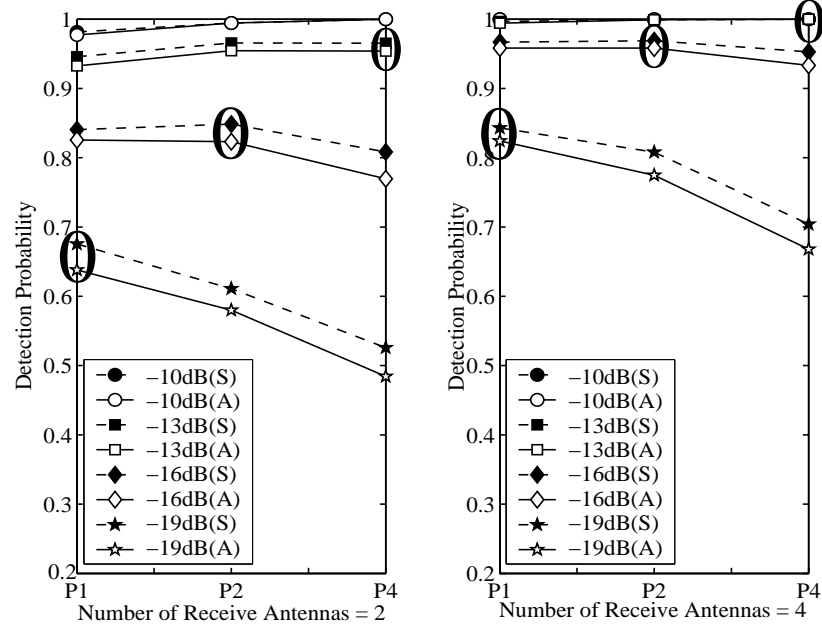 1
0.9
0.8
0.7
0.6
0.5
0.4
0.3
0.2
Detection Probability
−10dB(S)
−10dB(A)
−13dB(S)
−13dB(A)
−16dB(S)
−16dB(A)
−19dB(S)
−19dB(A)
P1 P2 P4
Number of Receive Antennas = 2
1
0.9
0.8
0.7
0.6
0.5
0.4
0.3
0.2
Detection Probability
−10dB(S)
−10dB(A)
−13dB(S)
−13dB(A)
−16dB(S)
−16dB(A)
−19dB(S)
−19dB(A)
P1 P2 P4
Number of Receive Antennas = 4